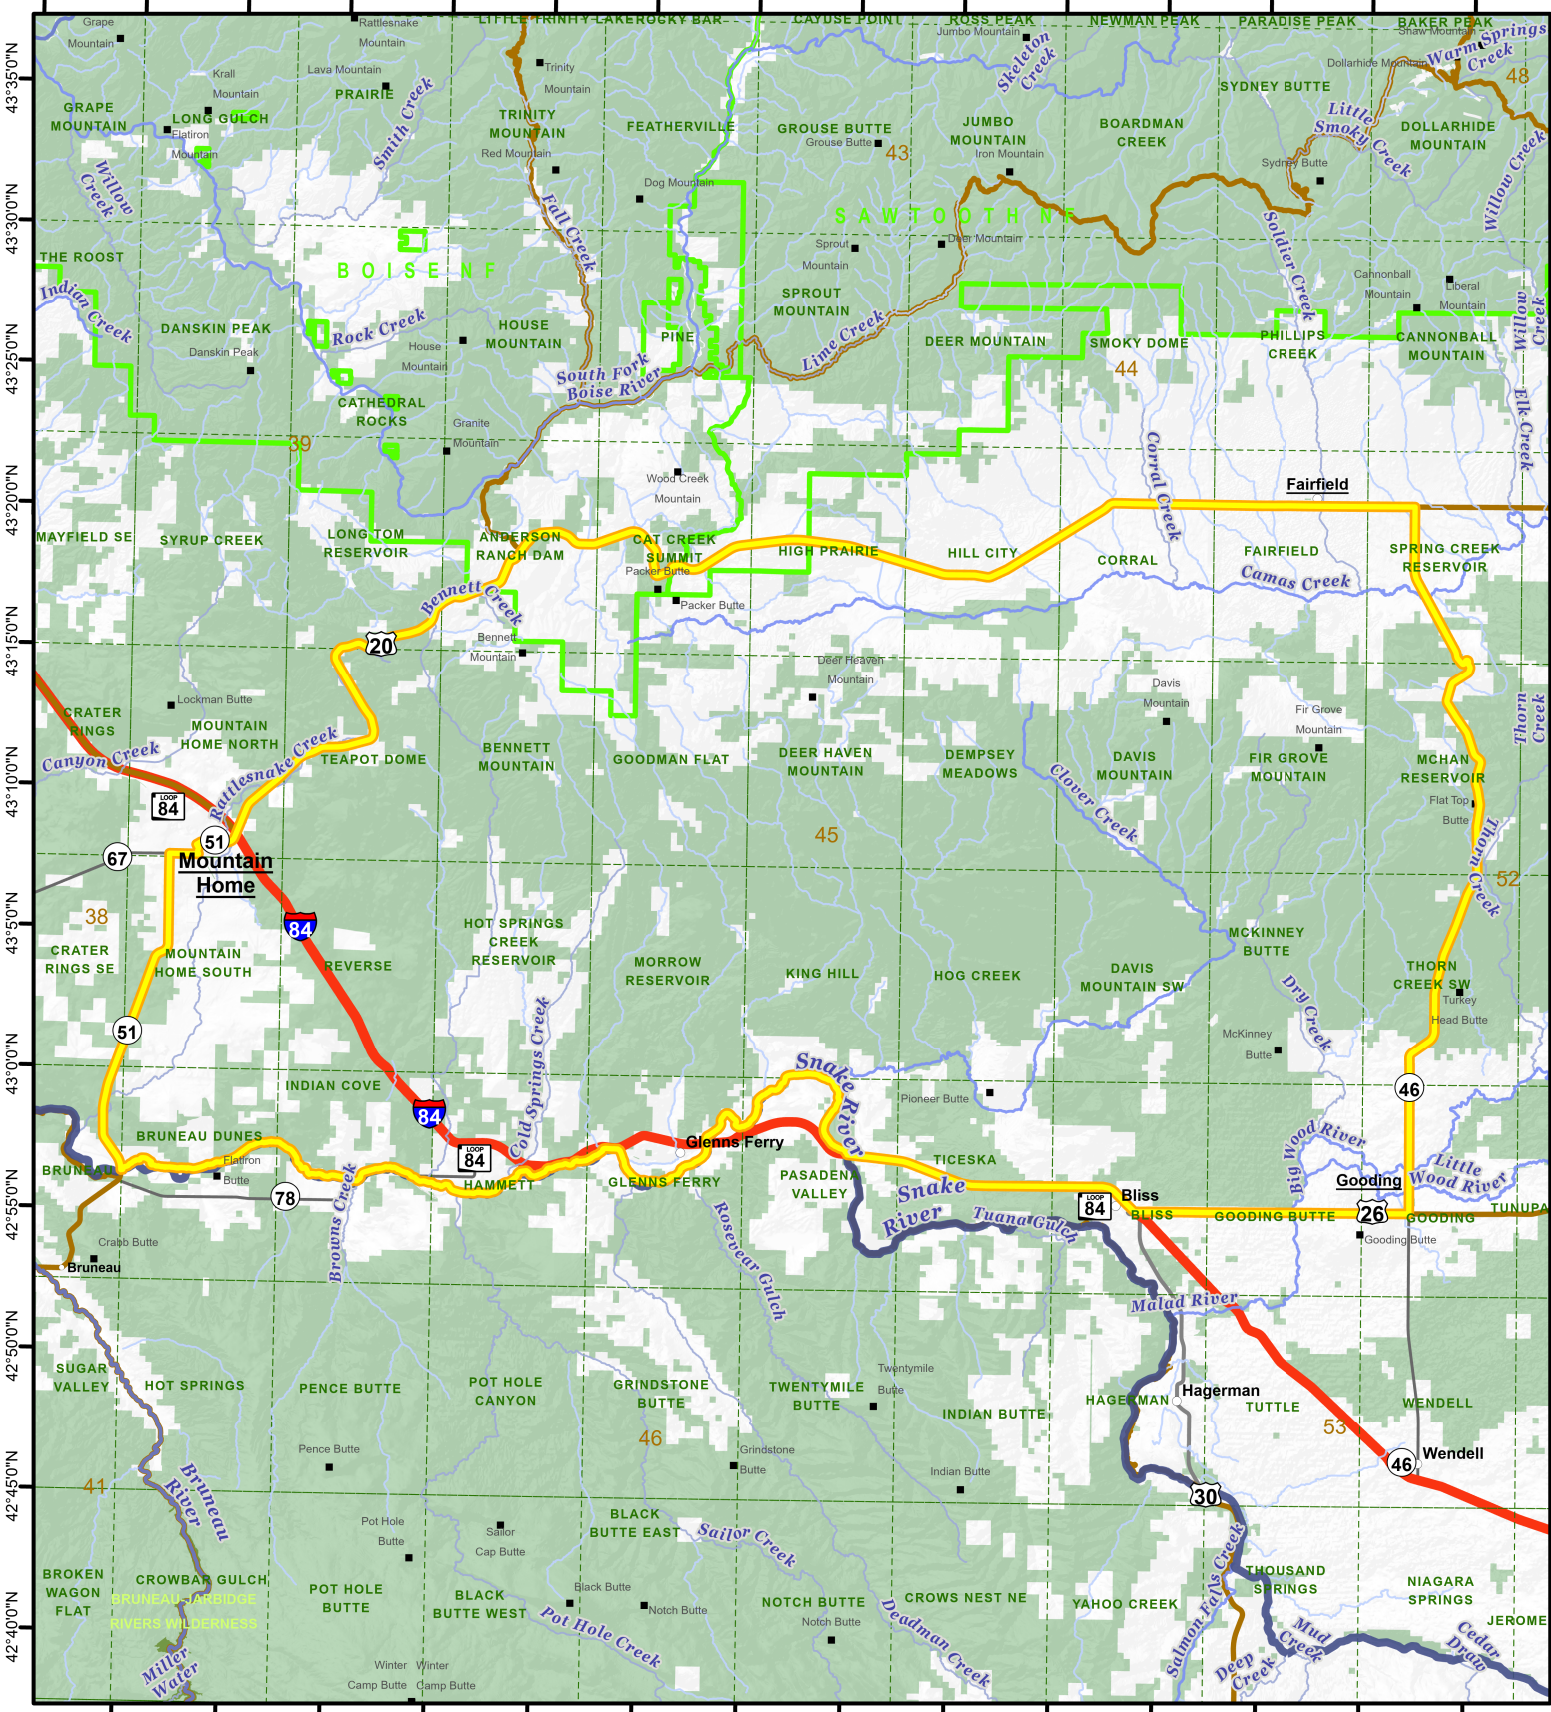 LITTLE TRINITY LAKE
ROCKY BAR
CAYUSE POINT
ROSS PEAK
NEWMAN PEAK
PARADISE PEAK
BAKER PEAK
Grape
Mountain
Rattlesnake
Mountain
Jumbo Mountain
Shaw Mountain
Skeleton
Creek
Warm Springs
Creek
43°35'0"N
Krall
Mountain
Lava Mountain
Trinity
Mountain
Dollarhide Mountain
48
PRAIRIE
SYDNEY BUTTE
GRAPE
MOUNTAIN
LONG GULCH
Flatiron
Mountain
Smith Creek
TRINITY
MOUNTAIN
Red Mountain
FEATHERVILLE
GROUSE BUTTE
Grouse Butte
43
JUMBO
MOUNTAIN
Iron Mountain
BOARDMAN
CREEK
Little
Smoky Creek
DOLLARHIDE
MOUNTAIN
Sydney Butte
Willow
Creek
Dog Mountain
Willow Creek
43°30'0"N
Fall Creek
SAWTOOTH NF
Sprout
Mountain
Deer Mountain
Soldier Creek
THE ROOST
BOISE NF
Cannonball
Mountain
Liberal
Mountain
Indian Creek
SPROUT
MOUNTAIN
Willow
Creek
DANSKIN PEAK
Danskin Peak
Rock Creek
House
Mountain
HOUSE
MOUNTAIN
PINE
Lime Creek
DEER MOUNTAIN
SMOKY DOME
PHILLIPS
CREEK
CANNONBALL
MOUNTAIN
43°25'0"N
44
South Fork
Boise River
CATHEDRAL
ROCKS
Granite
Mountain
Elk Creek
39
Corral Creek
Wood Creek
Mountain
Fairfield
43°20'0"N
MAYFIELD SE
SYRUP CREEK
LONG TOM
RESERVOIR
ANDERSON
RANCH DAM
CAT CREEK
SUMMIT
HIGH PRAIRIE
HILL CITY
CORRAL
FAIRFIELD
SPRING CREEK
RESERVOIR
Packer Butte
Packer Butte
Camas Creek
Bennett Creek
43°15'0"N
20
Bennett
Mountain
Deer Heaven
Mountain
Davis
Mountain
Lockman Butte
Fir Grove
Mountain
Thorn
Creek
CRATER
RINGS
MOUNTAIN
HOME NORTH
Canyon Creek
Rattlesnake Creek
TEAPOT DOME
BENNETT
MOUNTAIN
GOODMAN FLAT
DEER HAVEN
MOUNTAIN
DEMPSEY
MEADOWS
DAVIS
MOUNTAIN
FIR GROVE
MOUNTAIN
MCHAN
RESERVOIR
43°10'0"N
LOOP
84
Clover Creek
Flat Top
Butte
45
51
67
Mountain
Home
Thorn
Creek
52
38
84
43°5'0"N
CRATER
RINGS SE
MOUNTAIN
HOME SOUTH
REVERSE
HOT SPRINGS
CREEK
RESERVOIR
MORROW
RESERVOIR
KING HILL
HOG CREEK
DAVIS
MOUNTAIN SW
MCKINNEY
BUTTE
THORN
CREEK SW
Dry Creek
Turkey
Head Butte
51
Cold Springs Creek
McKinney
Butte
43°0'0"N
INDIAN COVE
Snake
River
Pioneer Butte
46
84
BRUNEAU DUNES
Flatiron
Butte
BRUNEAU
LOOP
84
Glenns Ferry
HAMMETT
GLENNS FERRY
PASADENA
VALLEY
TICESKA
Big
Wood River
Little
Wood River
Gooding
42°55'0"N
78
Browns Creek
Snake
River
Tuana Gulch
LOOP
84
Bliss
BLISS
GOODING BUTTE
26
GOODING
TUNUPA
Gooding Butte
Crabb Butte
Bruneau
Rosevear Gulch
Malad River
42°50'0"N
SUGAR
VALLEY
HOT SPRINGS
PENCE BUTTE
POT HOLE
CANYON
GRINDSTONE
BUTTE
TWENTYMILE
BUTTE
Twentymile
Butte
INDIAN BUTTE
HAGERMAN
Hagerman
TUTTLE
WENDELL
53
46
Pence Butte
Grindstone
Butte
Indian Butte
46
Wendell
42°45'0"N
41
Bruneau
River
30
Pot Hole
Butte
Sailor
Cap Butte
BLACK
BUTTE EAST
Sailor Creek
BROKEN
WAGON
FLAT
CROWBAR GULCH
BRUNEAU-JARBIDGE
RIVERS WILDERNESS
POT HOLE
BUTTE
BLACK
BUTTE WEST
Black Butte
Notch Butte
NOTCH BUTTE
Notch Butte
CROWS NEST NE
YAHOO CREEK
Salmon Falls Creek
THOUSAND
SPRINGS
NIAGARA
SPRINGS
JEROME
42°40'0"N
Pot Hole Creek
Deadman Creek
Mud
Creek
Cedar
Draw
Deep
Creek
Miller
Water
Winter
Camp Butte
Winter
Camp Butte